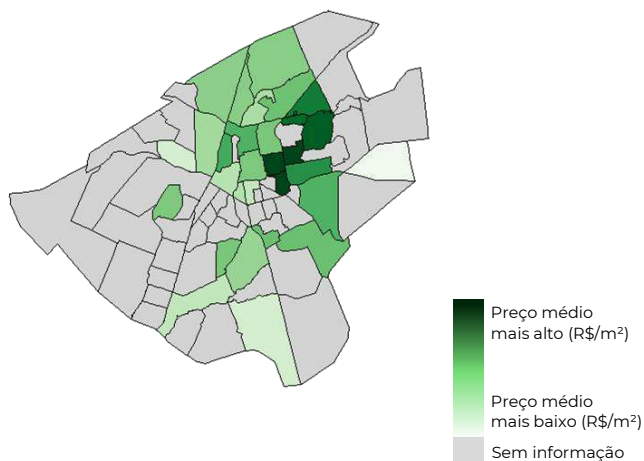 Preço médio
mais alto (R$/m²)
Preço médio
mais baixo (R$/m²)
Sem informação